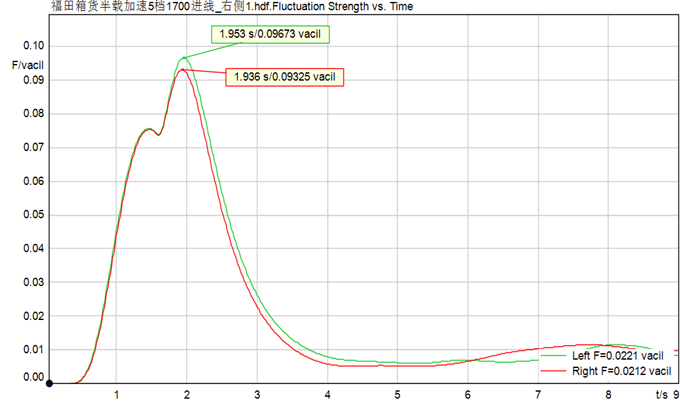 福田箱货半载加速5档1700进线_右侧1.hdf.Fluctuation Strength vs. Time
1.953 s/0.09673 vacil
0.10
F/vacil
1.936 s/0.09325 vacil
0.09
0.08
0.07
0.06
0.05
0.04
0.03
0.02
0.01
Left F=0.0221 vacil
Right F=0.0212 vacil
0.00
1 2 3 4 5 6 7 8 t/s 9